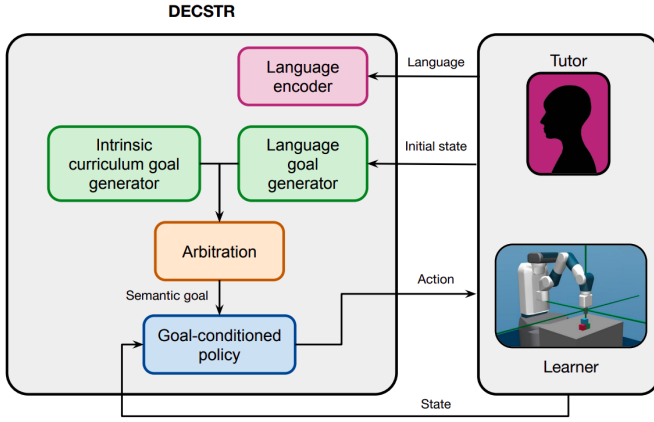 DECSTR
Language
encoder
Language
Tutor
Intrinsic
curriculum goal
generator
Language
goal
generator
Initial state
Arbitration
Semantic goal
Action
Goal-conditioned
policy
Learner
State